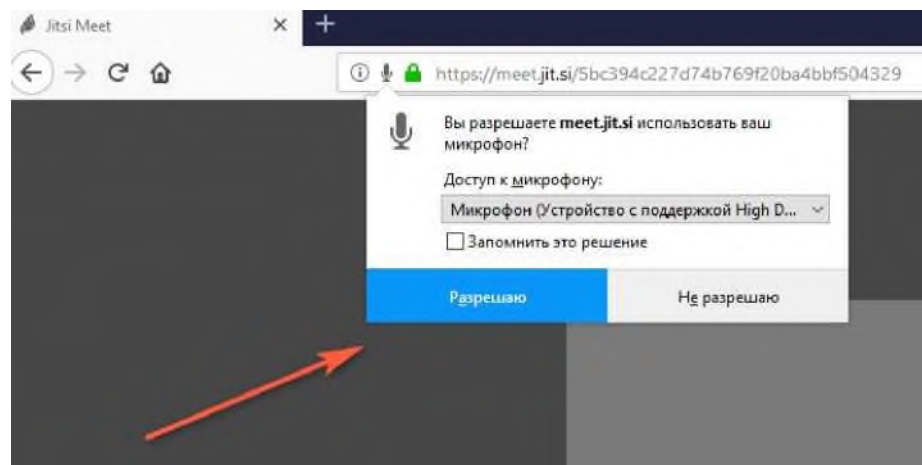 Jitsi Meet
https://meet.jit.si/5bc394c227d74b769f20ba4bbf504329
Вы разрешаете meet.jit.si использовать ваш
микрофон?
Доступ к микрофону:
Микрофон (Устройство с поддержкой High D...
Запомнить это решение
Разрешаю
Не разрешаю